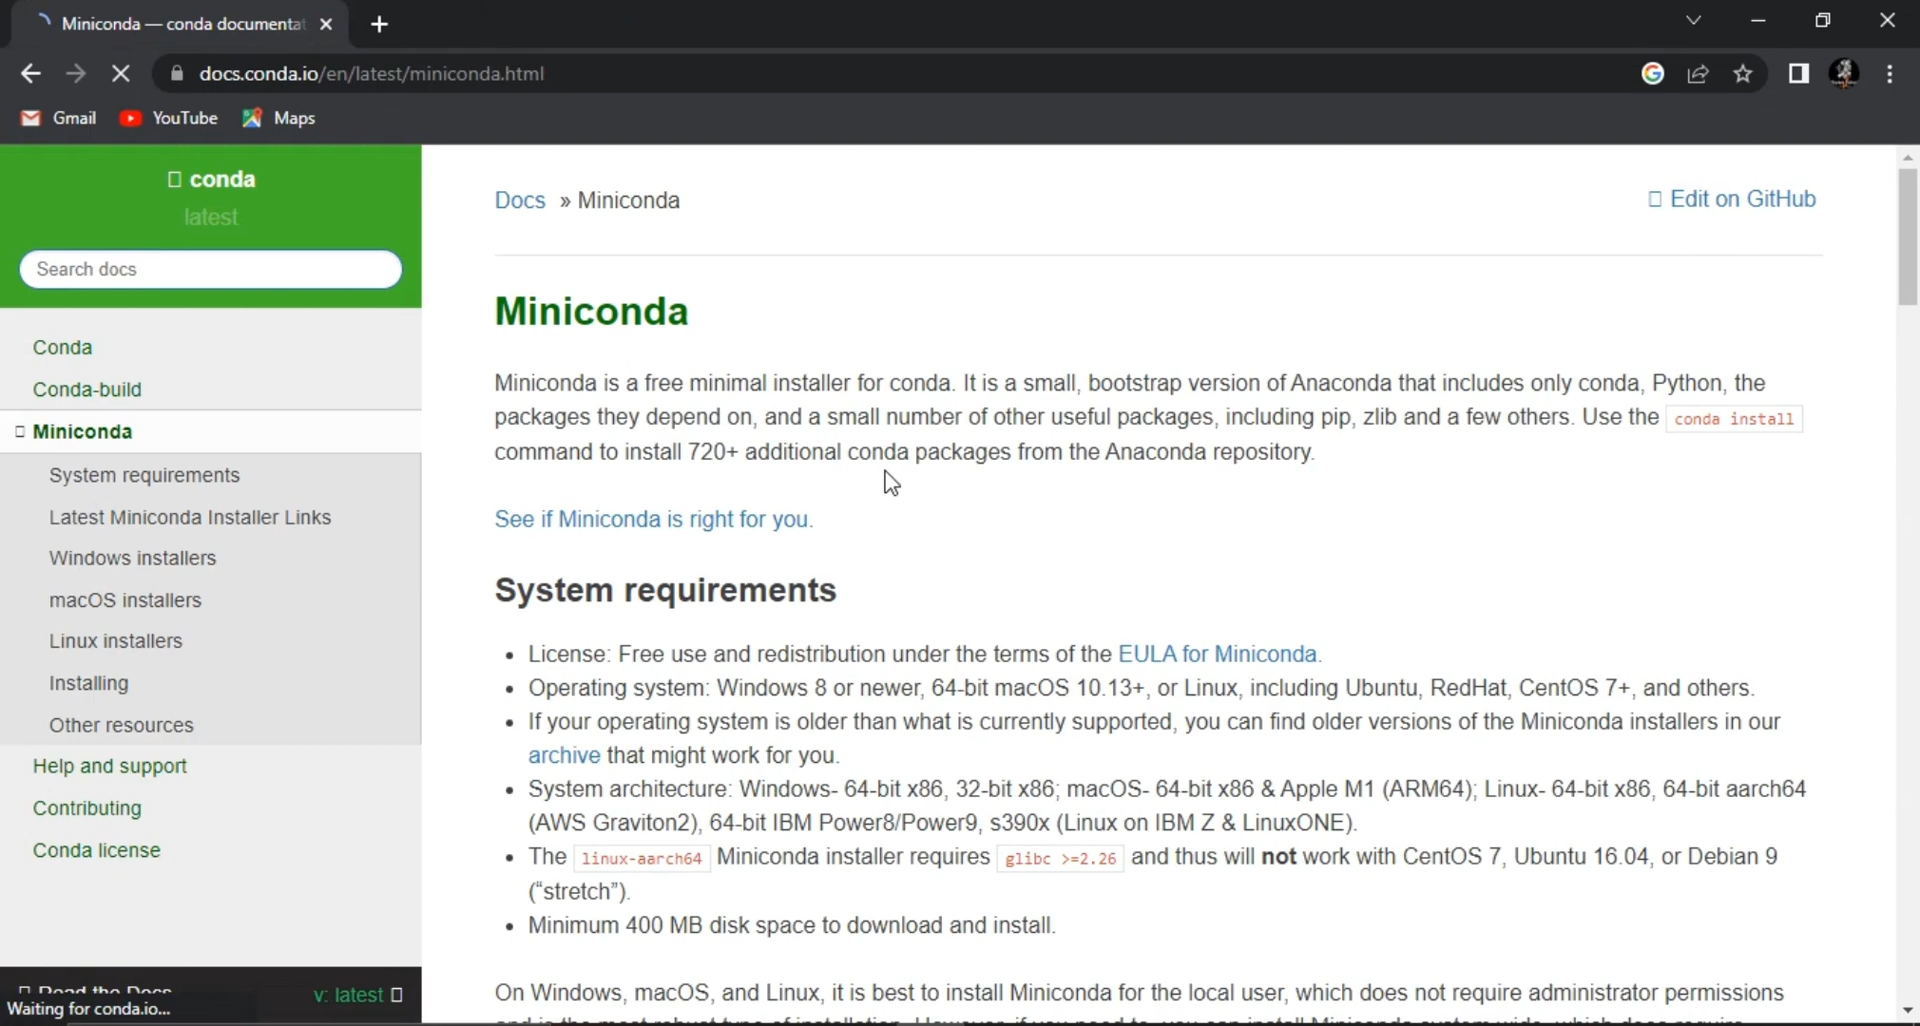 Miniconda — conda documentat
docs.conda.io/en/latest/miniconda.html
Gmail YouTube Maps
conda
latest
Search docs
Conda
Conda-build
Miniconda
System requirements
Latest Miniconda Installer Links
Windows installers
macOS installers
Linux installers
Installing
Other resources
Help and support
Contributing
Conda license
Read the Docs
v: latest
Waiting for conda.io...
Docs » Miniconda
Edit on GitHub
Miniconda
Miniconda is a free minimal installer for conda. It is a small, bootstrap version of Anaconda that includes only conda, Python, the
packages they depend on, and a small number of other useful packages, including pip, zlib and a few others. Use the conda install
command to install 720+ additional conda packages from the Anaconda repository.
See if Miniconda is right for you.
System requirements
• License: Free use and redistribution under the terms of the EULA for Miniconda.
• Operating system: Windows 8 or newer, 64-bit macOS 10.13+, or Linux, including Ubuntu, RedHat, CentOS 7+, and others.
• If your operating system is older than what is currently supported, you can find older versions of the Miniconda installers in our
archive that might work for you.
• System architecture: Windows- 64-bit x86, 32-bit x86; macOS- 64-bit x86 & Apple M1 (ARM64); Linux- 64-bit x86, 64-bit aarch64
(AWS Graviton2), 64-bit IBM Power8/Power9, s390x (Linux on IBM Z & LinuxONE).
• The linux-aarch64 Miniconda installer requires glibc >=2.26 and thus will not work with CentOS 7, Ubuntu 16.04, or Debian 9
(“stretch”).
• Minimum 400 MB disk space to download and install.
On Windows, macOS, and Linux, it is best to install Miniconda for the local user, which does not require administrator permissions